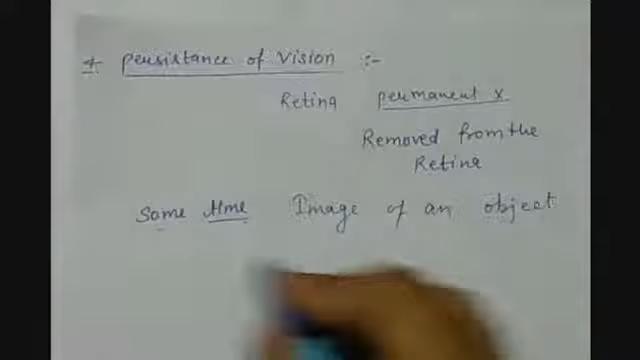 * Persistance of Vision :-
Retina permanent x
Removed from the
Retina
Some time Image of an object